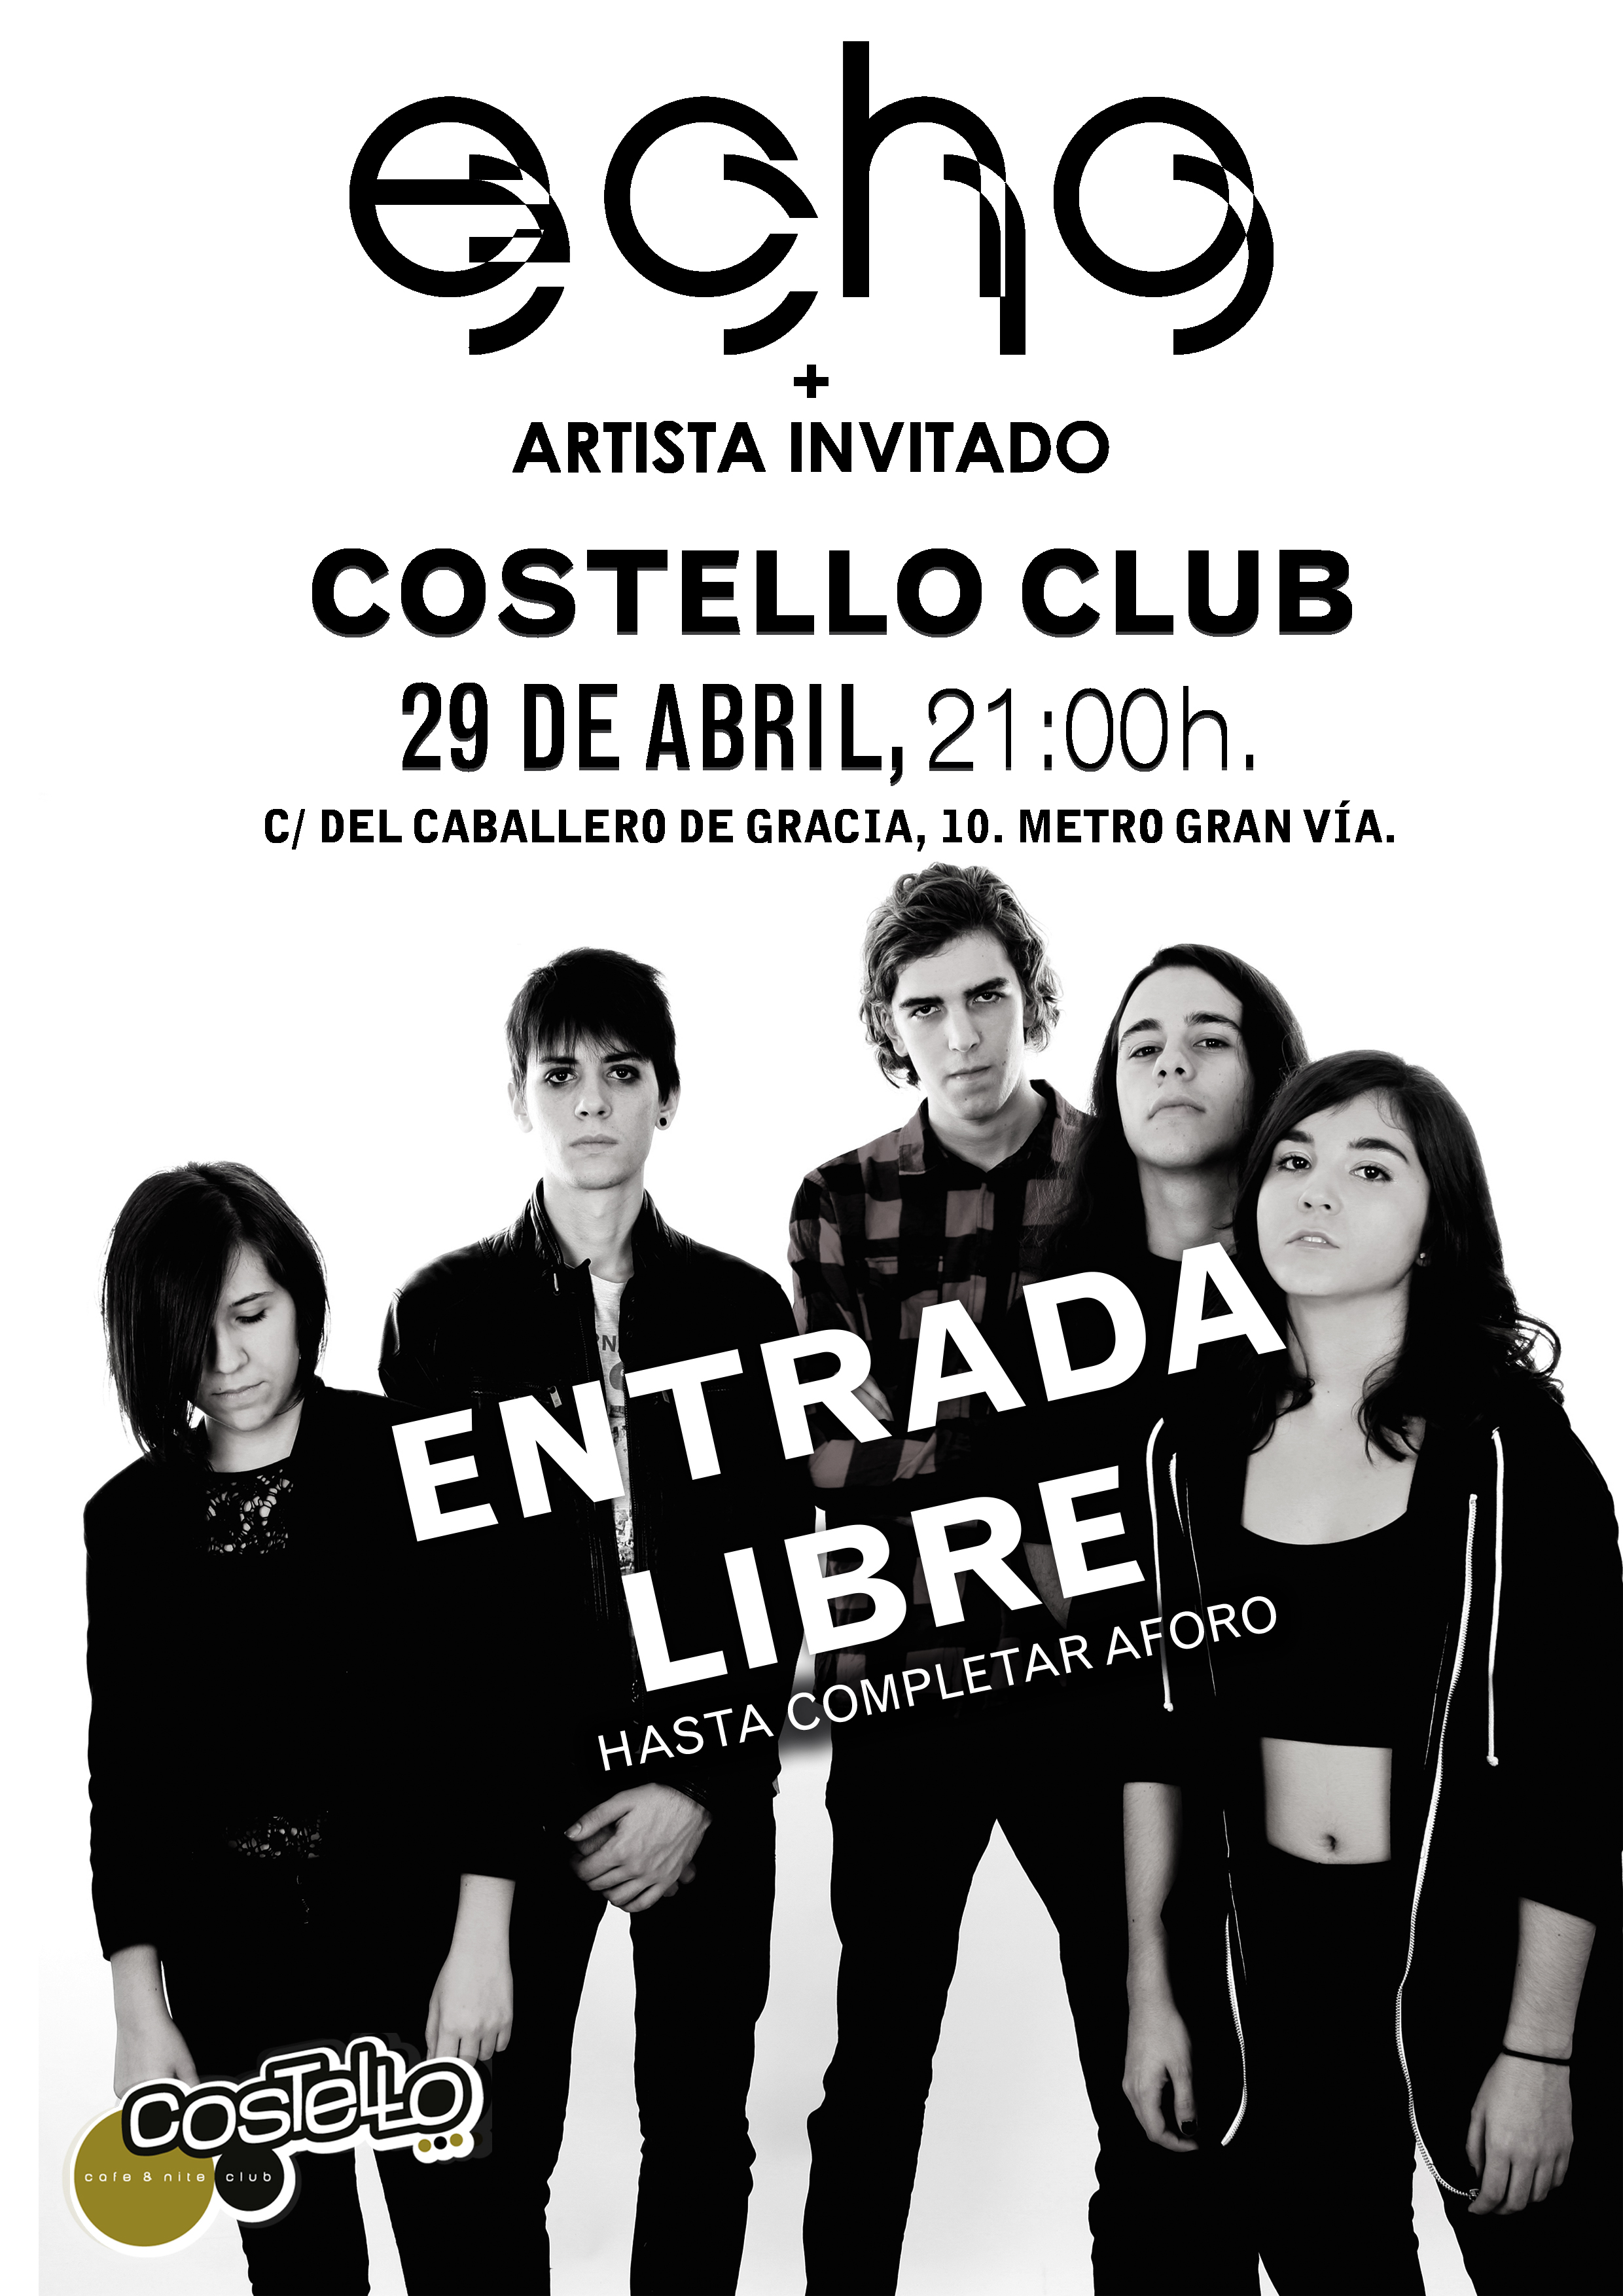 echo
+
ARTISTA INVITADO
COSTELLO CLUB
29 DE ABRIL, 21:00h.
C/ DEL CABALLERO DE GRACIA, 10. METRO GRAN VÍA.
ENTRADA
LIBRE
HASTA COMPLETAR AFORO
COSTELLO
cafe & nite club